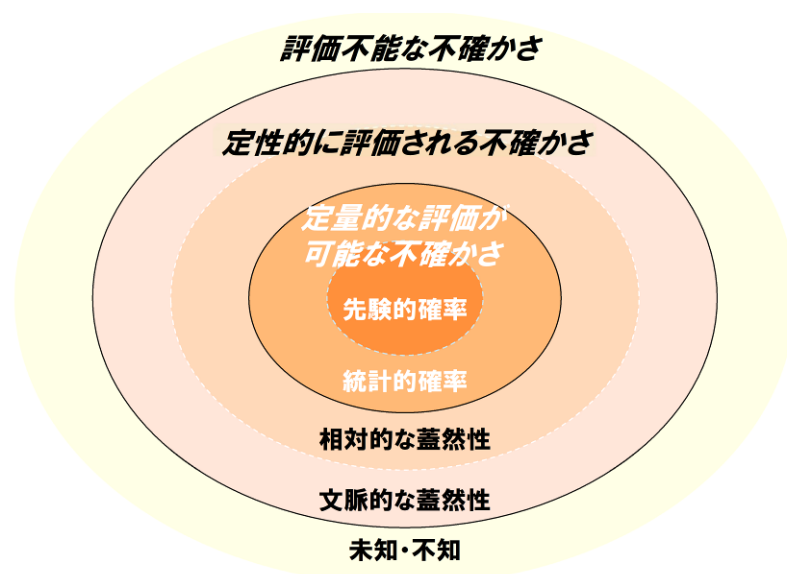 評価不能な不確かさ
定性的に評価される不確かさ
定量的な評価が
可能な不確かさ
先験的確率
統計的確率
相対的な蓋然性
文脈的な蓋然性
未知・不知